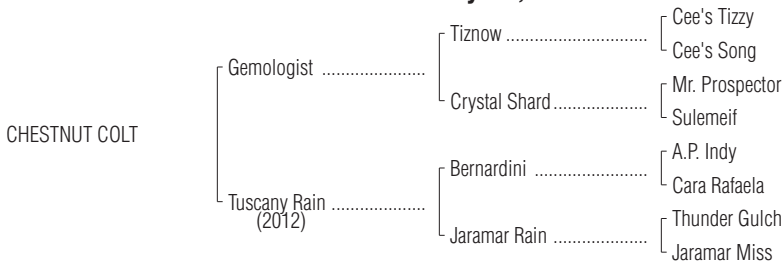 Cee's Tizzy
Tiznow
Cee's Song
Gemologist
Mr. Prospector
Crystal Shard
Sulemeif
CHESTNUT COLT
A.P. Indy
Bernardini
Cara Rafaela
Tuscany Rain
(2012)
Thunder Gulch
Jaramar Rain
Jaramar Miss